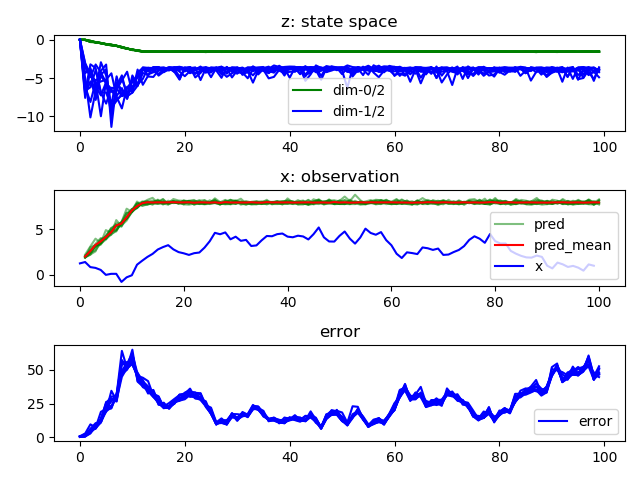 z: state space
0
−5
−10
dim-0/2
dim-1/2
0 20 40 60 80 100
x: observation
5
0
pred
pred_mean
x
0 20 40 60 80 100
error
50
25
0
error
0 20 40 60 80 100